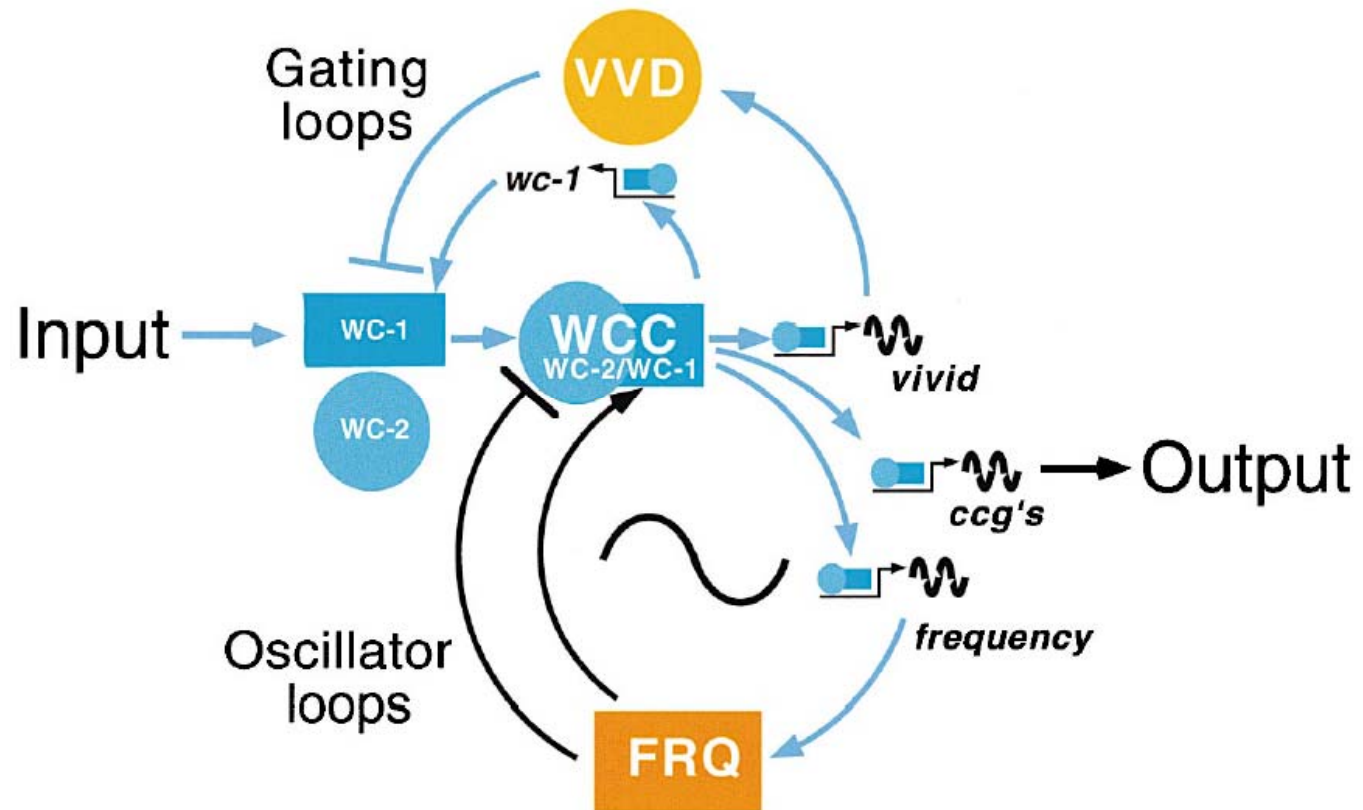 Gating
loops
VVD
wc-1
Input
WC-1
WCC
WC-2/WC-1
vivid
WC-2
ccg's
Output
frequency
Oscillator
loops
FRQ